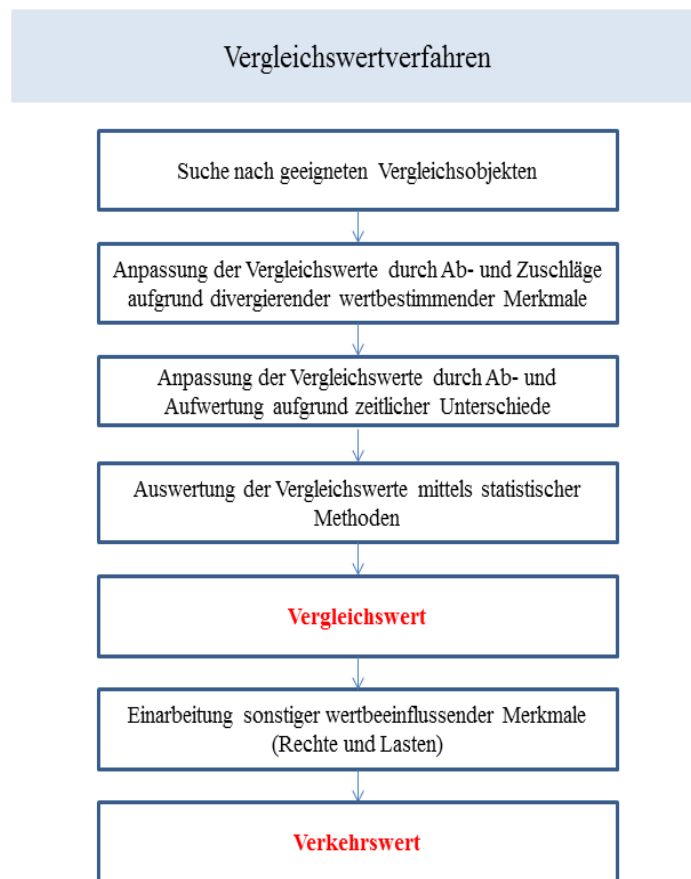 Vergleichswertverfahren
Suche nach geeigneten Vergleichsobjekten
Anpassung der Vergleichswerte durch Ab- und Zuschläge
aufgrund divergierender wertbestimmender Merkmale
Anpassung der Vergleichswerte durch Ab- und
Aufwertung aufgrund zeitlicher Unterschiede
Auswertung der Vergleichswerte mittels statistischer
Methoden
Vergleichswert
Einarbeitung sonstiger wertbeeinflussender Merkmale
(Rechte und Lasten)
Verkehrswert